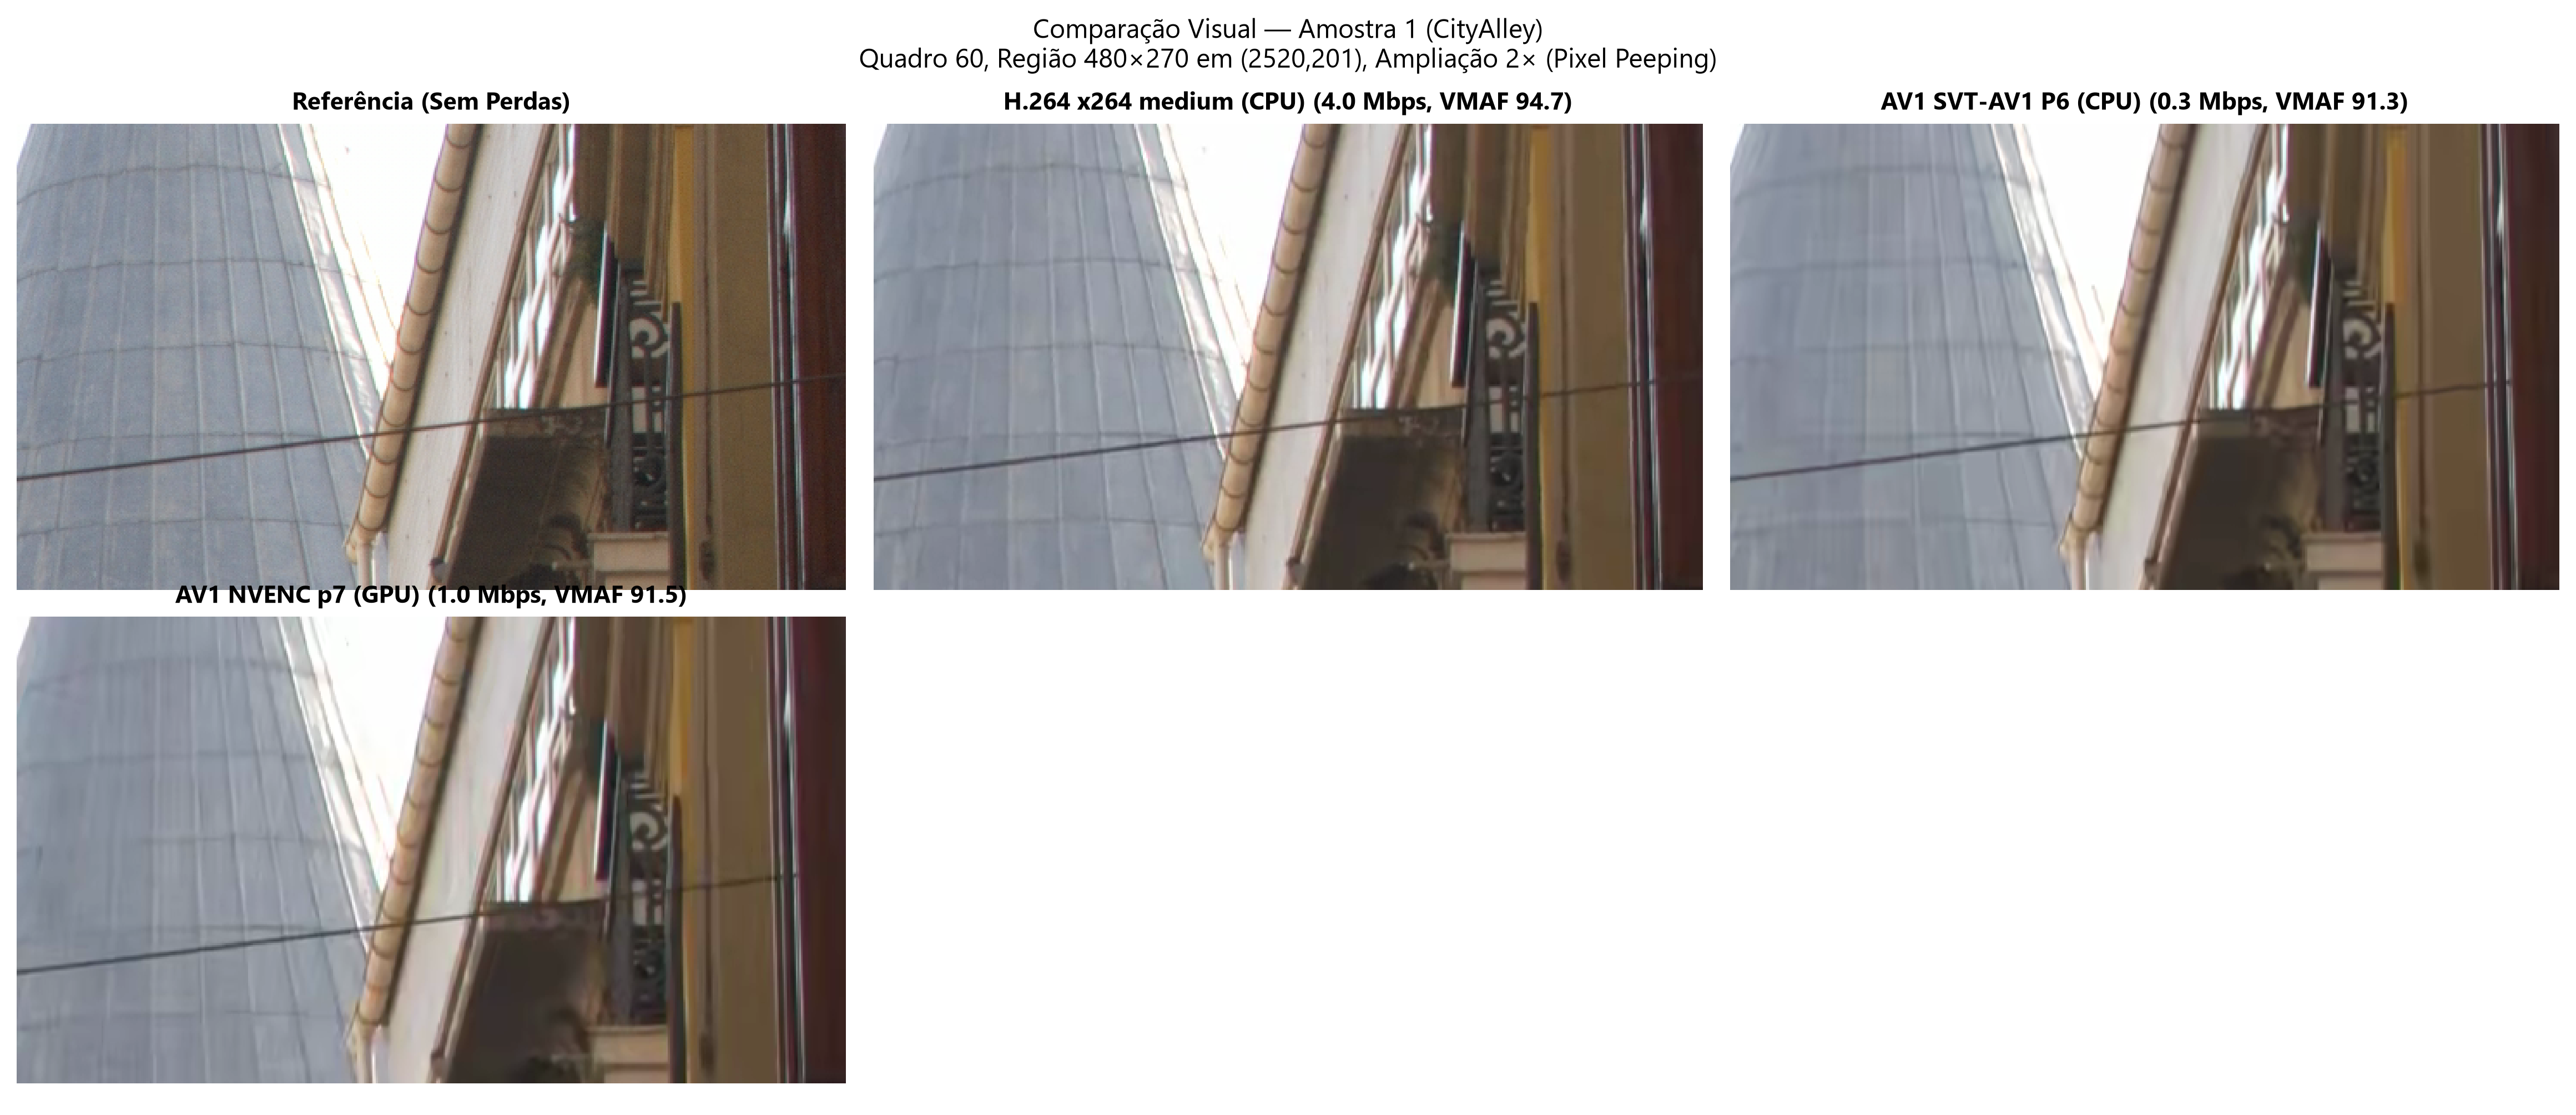 Comparação Visual — Amostra 1 (CityAlley)
Quadro 60, Região 480×270 em (2520,201), Ampliação 2× (Pixel Peeping)
Referência (Sem Perdas)
H.264 x264 medium (CPU) (4.0 Mbps, VMAF 94.7)
AV1 SVT-AV1 P6 (CPU) (0.3 Mbps, VMAF 91.3)
AV1 NVENC p7 (GPU) (1.0 Mbps, VMAF 91.5)